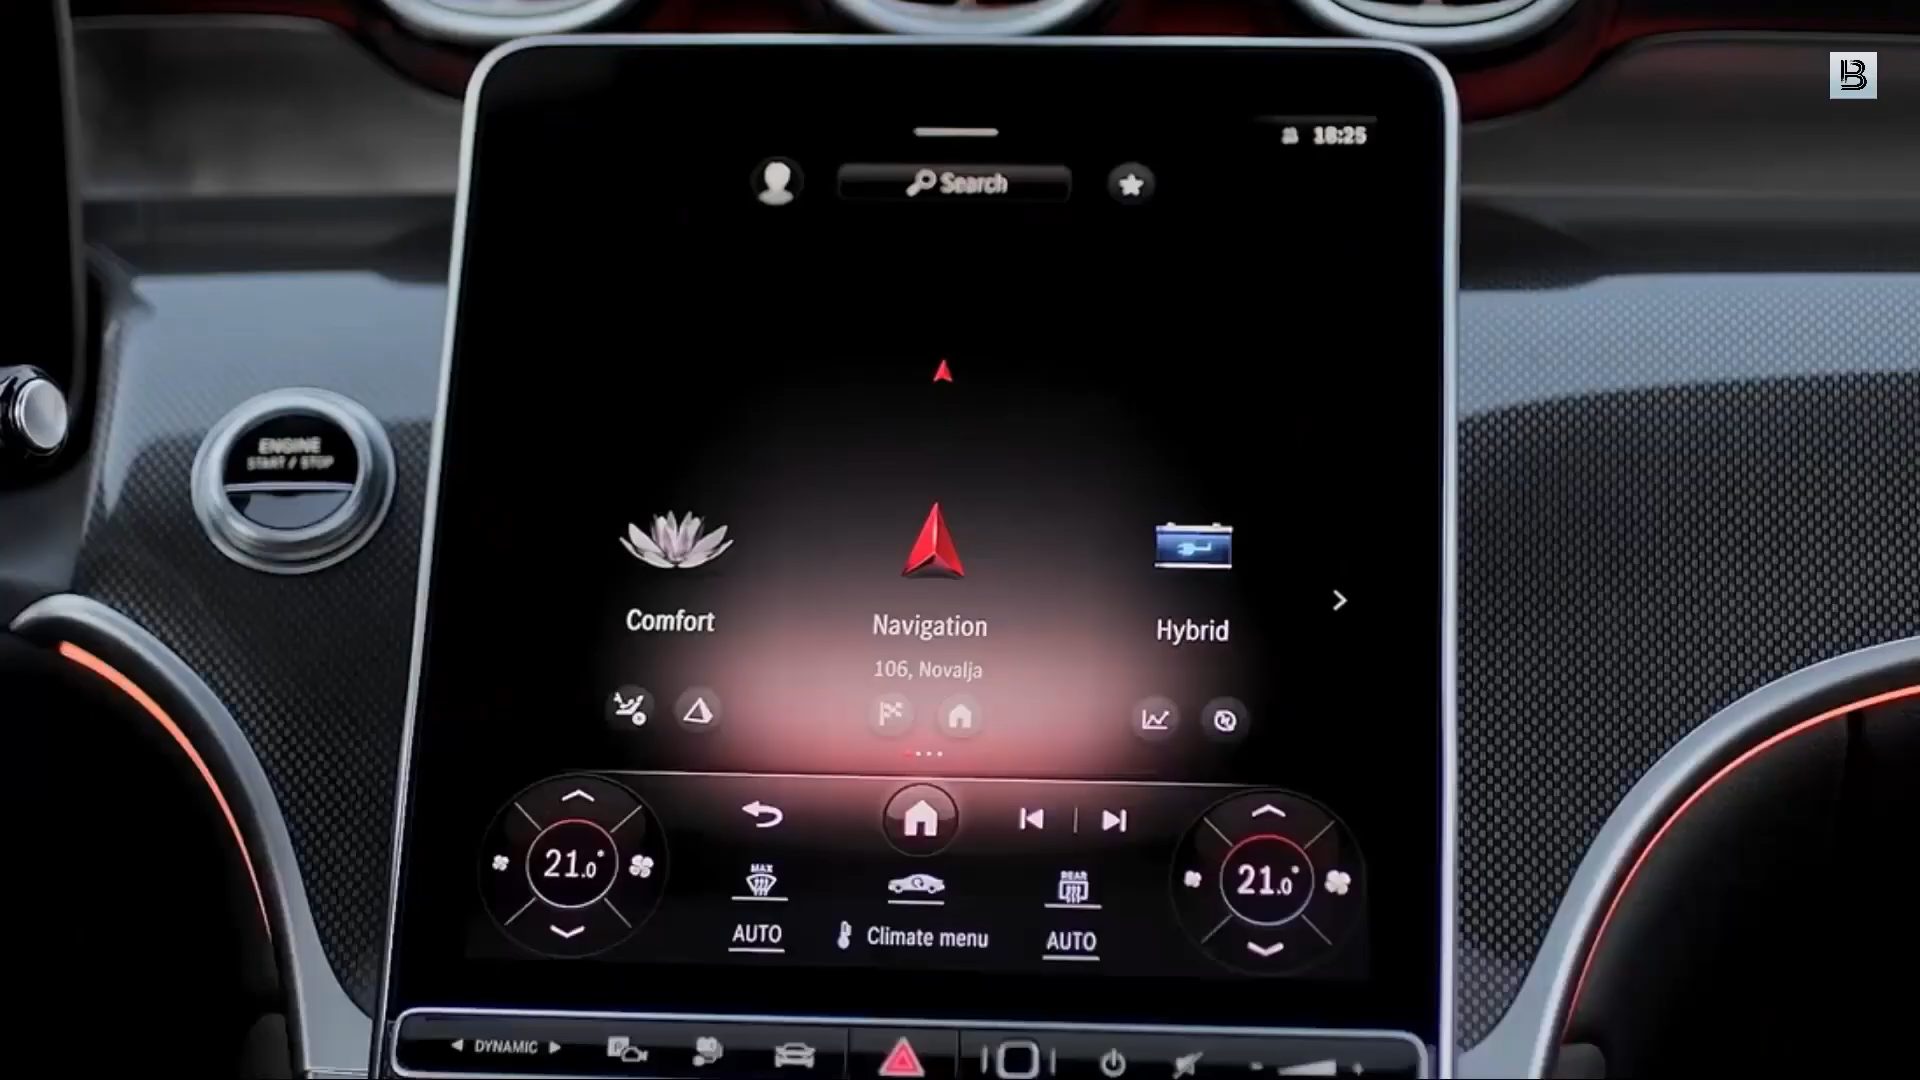 B
18:25
Search
ENGINE
START / STOP
Comfort
Navigation
Hybrid
106, Novalja
21.0°
21.0°
MAX
REAR
AUTO
Climate menu
AUTO
DYNAMIC
P